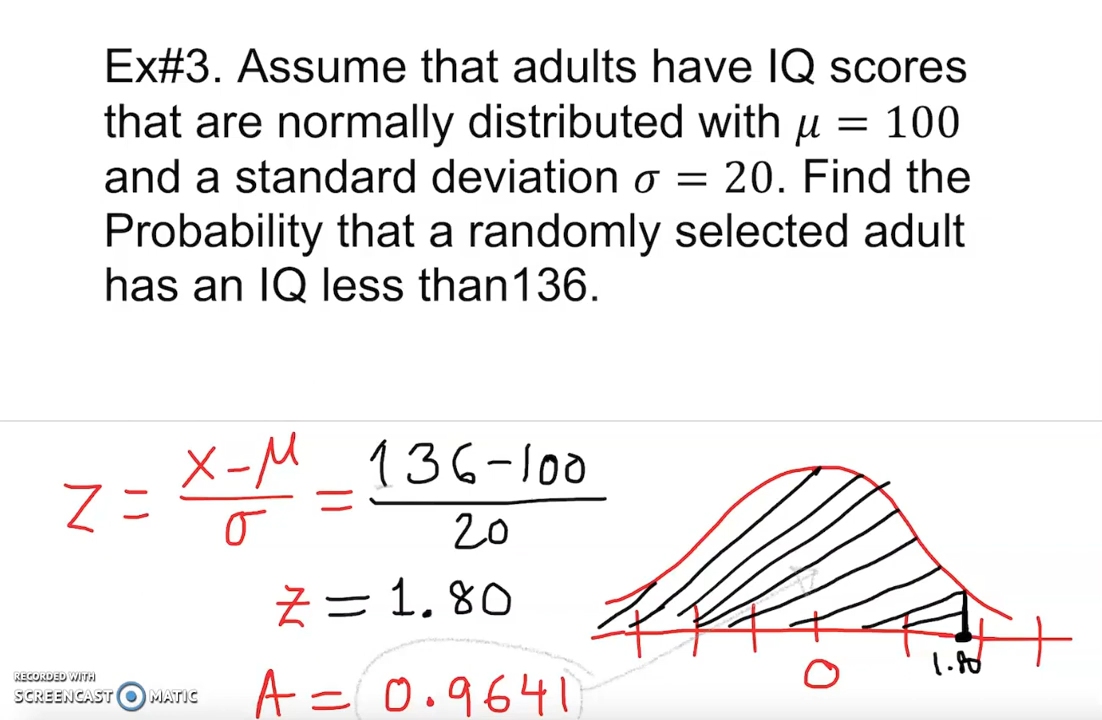 Ex#3. Assume that adults have IQ scores
that are normally distributed with μ = 100
and a standard deviation σ = 20. Find the
Probability that a randomly selected adult
has an IQ less than136.
z = x-μ/σ = 136-100/20
z = 1.80
A = 0.9641
0
1.80
RECORDED WITH
SCREENCAST MATIC